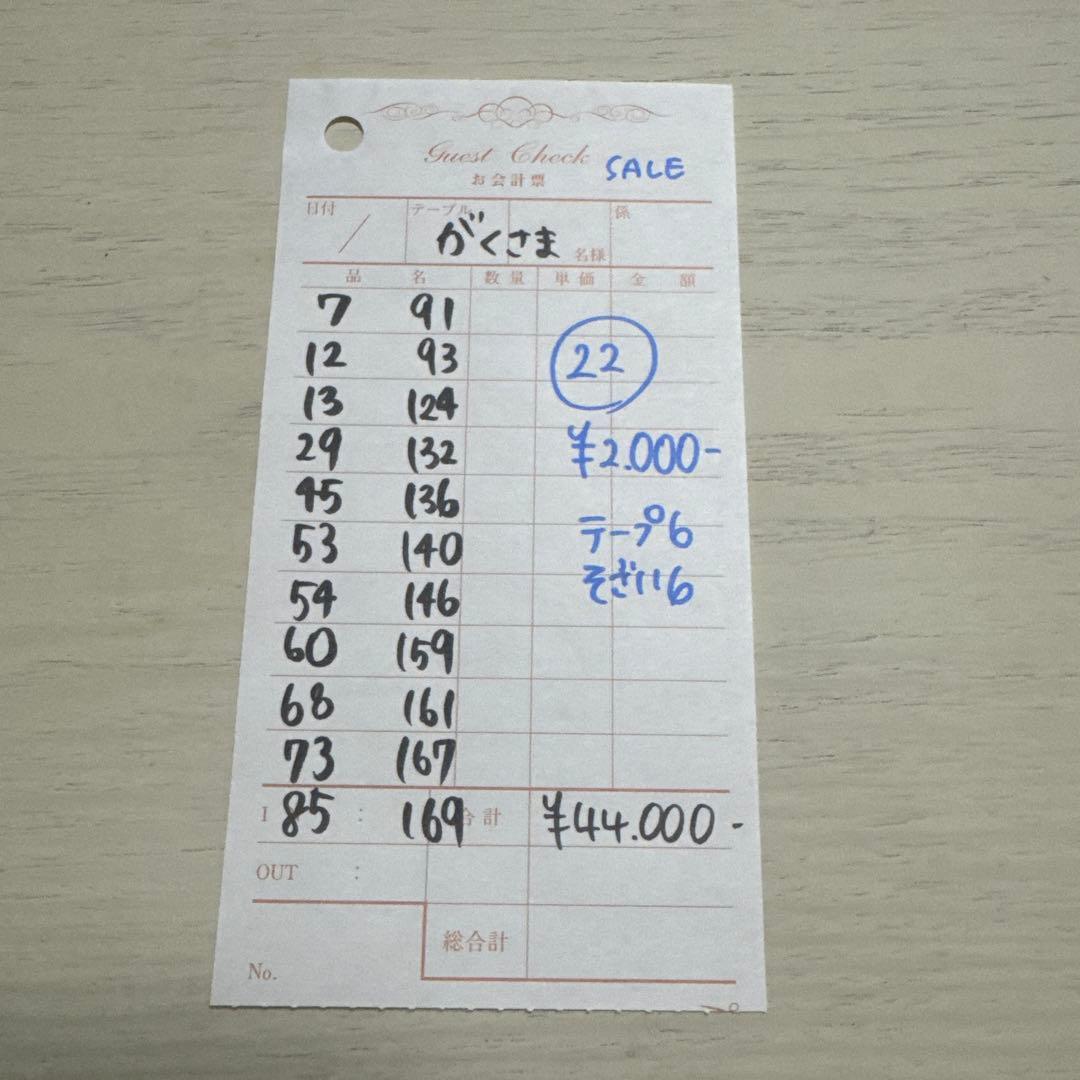 Guest Check SALE
お会計票
日付 テーブル 係
/ がくさま 名様
品 名 数量 単価 金 額
7 91
12 93 22
13 124
29 132 ¥2.000-
45 136
53 140 テープ6
54 146 そざい6
60 159
68 161
73 167
I 85 : 169 合計 ¥44.000-
OUT :
総合計
No.